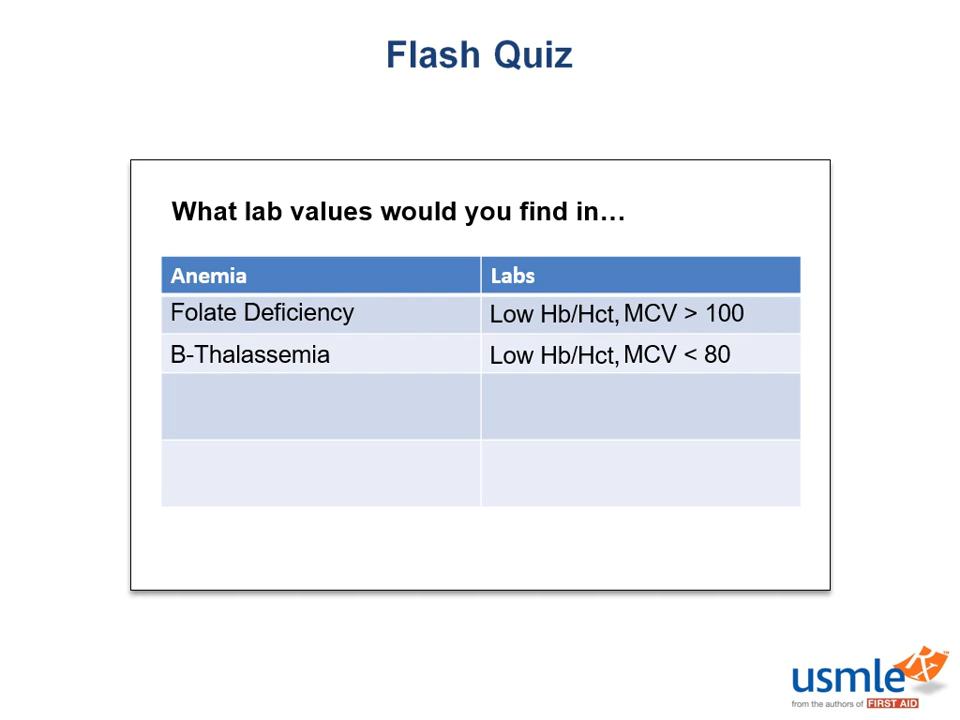 Flash Quiz
What lab values would you find in…
Anemia Labs
Folate Deficiency Low Hb/Hct, MCV > 100
B-Thalassemia Low Hb/Hct, MCV < 80
usmle Rx™
from the authors of FIRST AID